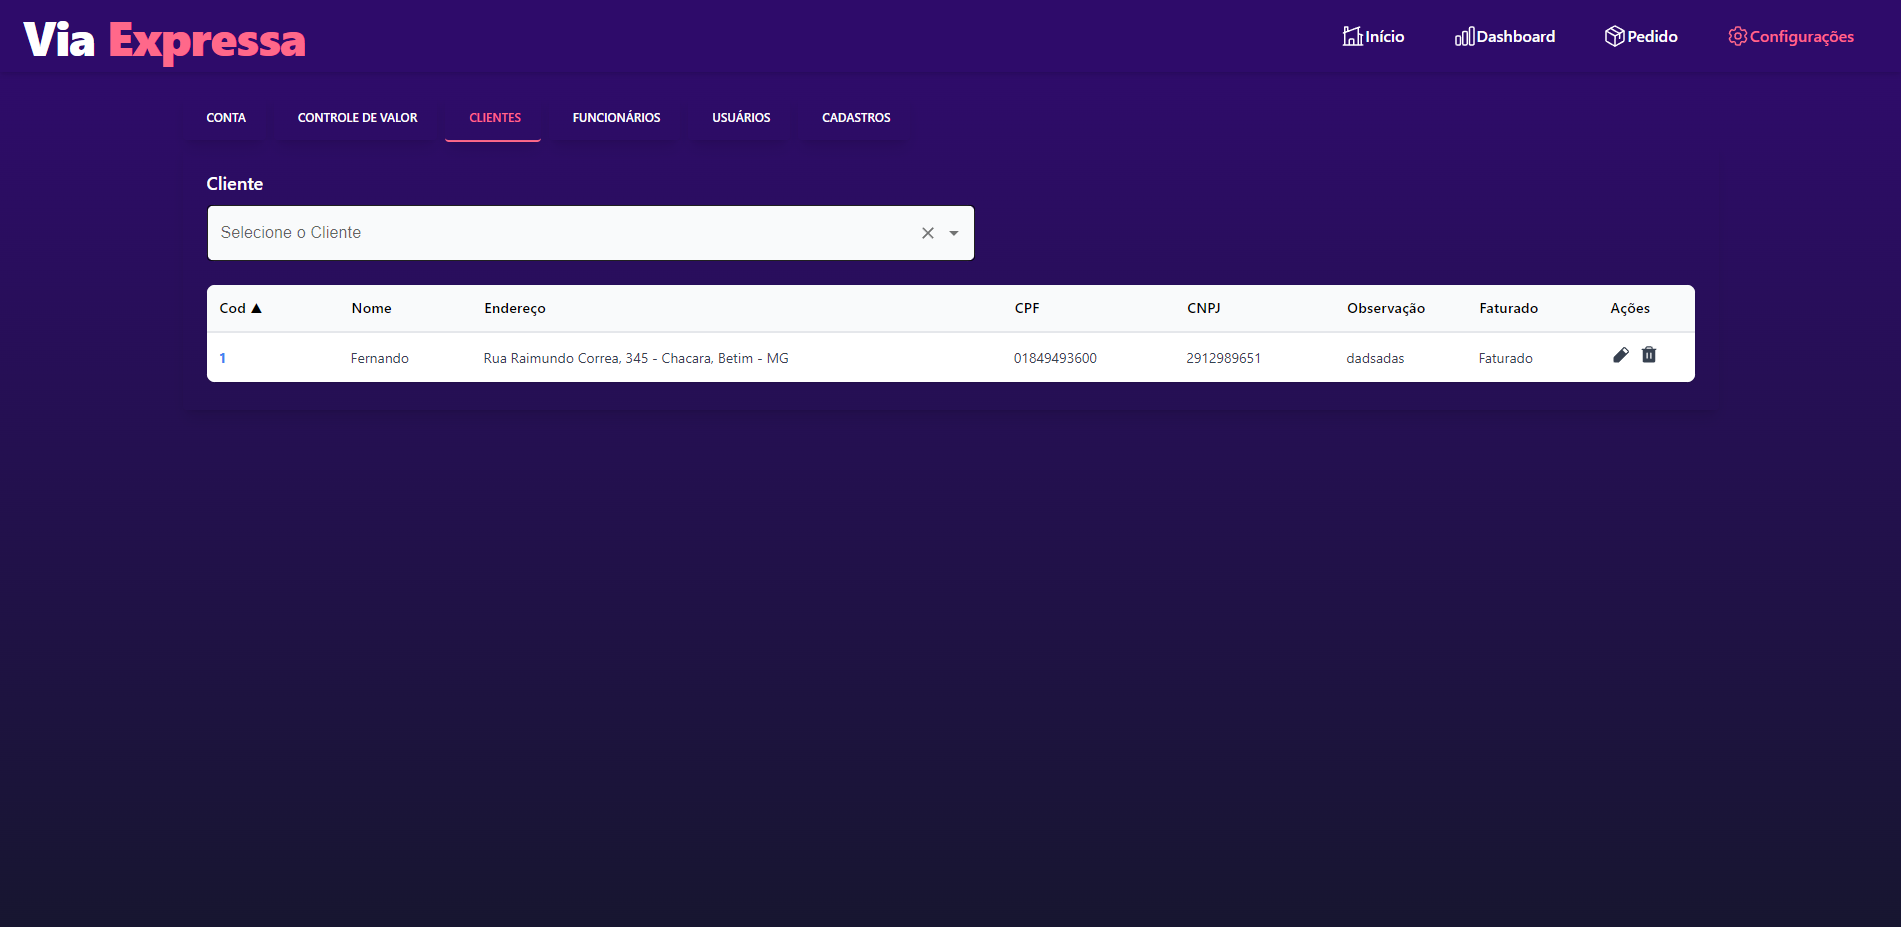 Via Expressa
Início Dashboard Pedido Configurações
CONTA CONTROLE DE VALOR CLIENTES FUNCIONÁRIOS USUÁRIOS CADASTROS
Cliente
Selecione o Cliente
Cod ▲ Nome Endereço CPF CNPJ Observação Faturado Ações
1 Fernando Rua Raimundo Correa, 345 - Chacara, Betim - MG 01849493600 2912989651 dadsadas Faturado